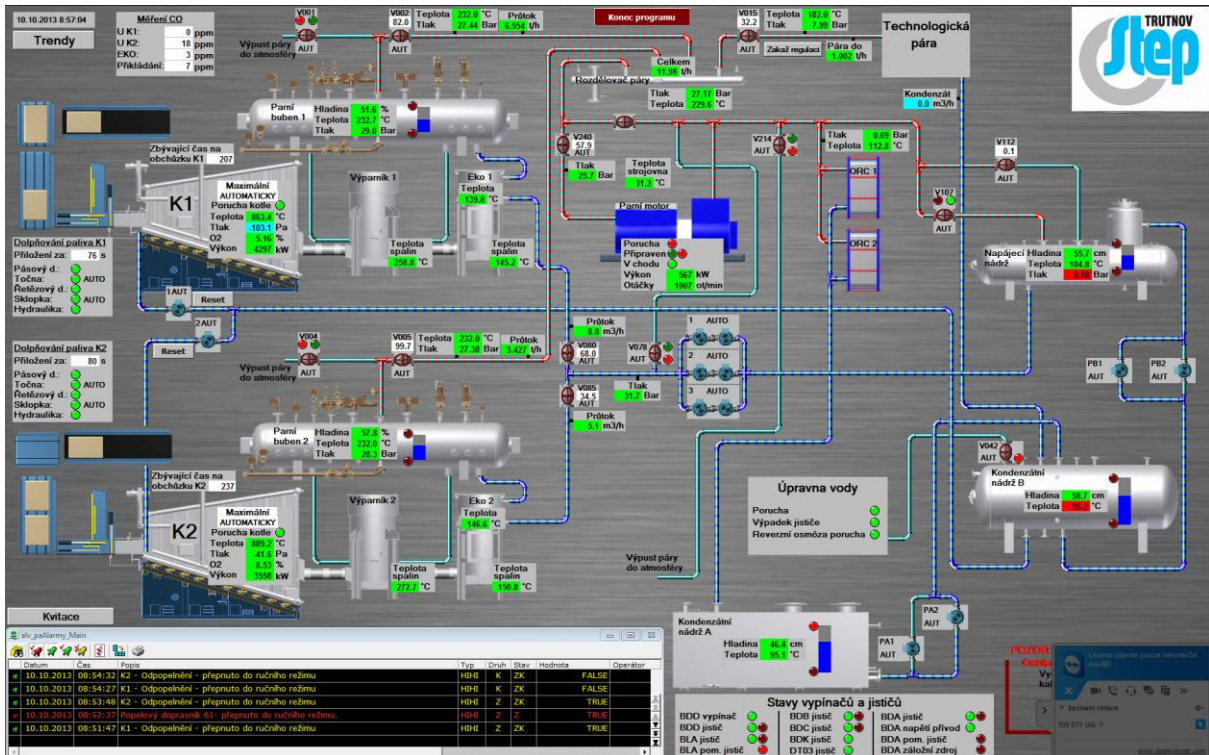 10.10.2013 8:57:04
Trendy
Měření CO
U K1: 0 ppm
U K2: 18 ppm
EKO: 3 ppm
Přikládání: 7 ppm
V001
AUT
V002
82.0
AUT
Teplota 232.0 °C
Tlak 27.44 Bar
Průtok
6.554 t/h
Výpust páry
do atmosféry
Konec programu
V015
32.2
AUT
Teplota 182.0 °C
Tlak 7.99 Bar
Zakaž regulaci
Pára do
1.002 t/h
Technologická
pára
STEP TRUTNOV
Celkem
11.98 t/h
Rozdělovač páry
Tlak 27.17 Bar
Teplota 229.6 °C
Kondenzát
0.0 m3/h
Parní
buben 1
Hladina 51.6 %
Teplota 232.7 °C
Tlak 29.0 Bar
V240
57.9
AUT
V214
AUT
Tlak 0.69 Bar
Teplota 112.8 °C
V112
0.1
AUT
Zbývající čas na
obchůzku K1 207
K1
Maximální
AUTOMATICKY
Porucha kotle
Teplota 863.4 °C
Tlak -103.1 Pa
O2 5.16 %
Výkon 4297 kW
Výparník 1
Eko 1
Teplota
139.8 °C
Tlak
25.7 Bar
Teplota
strojovna
31.3 °C
ORC 1
ORC 2
V107
AUT
Parní motor
Porucha
Připraven
V chodu
Výkon 567 kW
Otáčky 1007 ot/min
Napájecí
nádrž
Hladina 55.7 cm
Teplota 104.8 °C
Tlak 0.56 Bar
Dolpňování paliva K1
Přiložení za: 76 s
Pásový d.:
Točna: AUTO
Řetězový d.:
Sklopka: AUTO
Hydraulika:
Teplota
spalin
258.8 °C
Teplota
spalin
145.2 °C
1AUT
Reset
2AUT
Reset
Dolpňování paliva K2
Přiložení za: 80 s
Pásový d.:
Točna: AUTO
Řetězový d.:
Sklopka: AUTO
Hydraulika:
V004
AUT
V005
99.7
AUT
Teplota 232.0 °C
Tlak 27.38 Bar
Průtok
5.427 t/h
Výpust páry
do atmosféry
Průtok
8.8 m3/h
V080
68.0
AUT
V078
AUT
1 AUTO
2 AUTO
3 AUTO
Tlak
31.7 Bar
V085
34.5
AUT
Průtok
5.1 m3/h
PB1
AUT
PB2
AUT
Parní
buben 2
Hladina 57.8 %
Teplota 232.0 °C
Tlak 28.3 Bar
Zbývající čas na
obchůzku K2 237
K2
Maximální
AUTOMATICKY
Porucha kotle
Teplota 889.2 °C
Tlak -41.6 Pa
O2 8.53 %
Výkon 3558 kW
Výparník 2
Eko 2
Teplota
146.6 °C
Teplota
spalin
272.7 °C
Teplota
spalin
150.8 °C
V042
AUT
Kondenzátní
nádrž B
Hladina 58.7 cm
Teplota 96.2 °C
Úpravna vody
Porucha
Výpadek jističe
Reverzní osmóza porucha
Výpust páry
do atmosféry
Kondenzátní
nádrž A
Hladina 46.4 cm
Teplota 95.1 °C
PA1
AUT
PA2
AUT
Kvitace
alv_paAlarmy_Main
Datum Čas Popis Typ Druh Stav Hodnota Operátor
10.10.2013 08:54:32 K2 - Odpopelnění - přepnuto do ručního režimu HIHI K ZK FALSE
10.10.2013 08:54:27 K1 - Odpopelnění - přepnuto do ručního režimu HIHI K ZK FALSE
10.10.2013 08:53:48 K2 - Odpopelnění - přepnuto do ručního režimu HIHI K ZK TRUE
10.10.2013 08:52:37 Popelový dopravník 61- přepnuto do ručního režimu. HIHI Z Z TRUE
10.10.2013 08:51:47 K1 - Odpopelnění - přepnuto do ručního režimu HIHI Z ZK TRUE
Stavy vypínačů a jističů
BDD vypínač BDB jistič BDA jistič
BDD jistič BDC jistič BDA napětí přívod
BLA jistič BDK jistič BDA pom. jistič
BLA pom. jistič DT03 jistič BDA záložní zdroj
POZOR
Licence zdarma (pouze nekomerční
použití)
Seznam relace
709 877 166
www.teamviewer.com